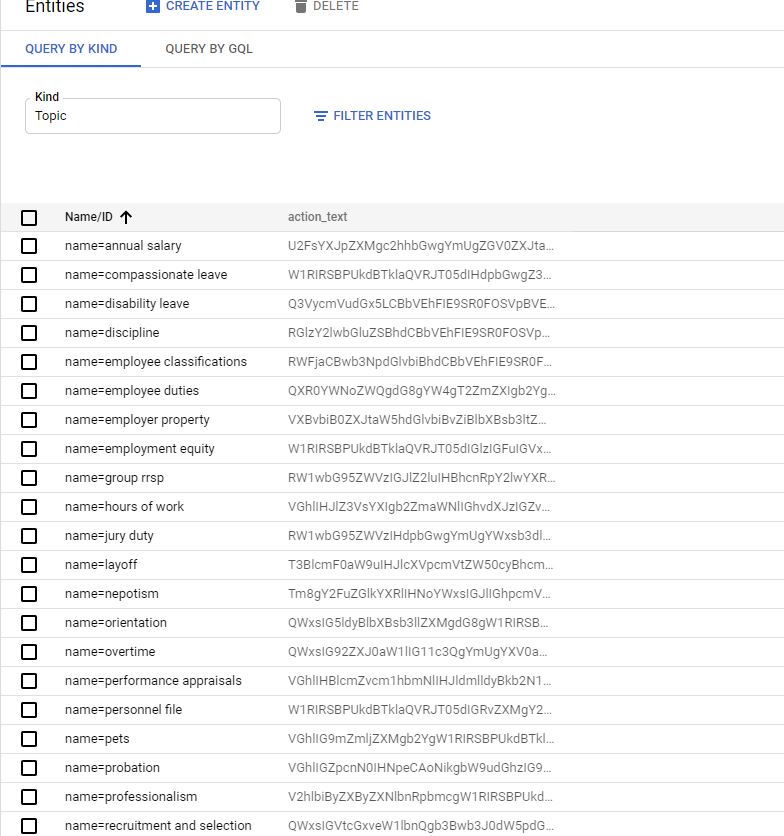 Entities
CREATE ENTITY
DELETE
QUERY BY KIND
QUERY BY GQL
Kind
Topic
FILTER ENTITIES
Name/ID action_text
name=annual salary U2FsYXJpZXMgc2hhbGwgYmUgZGV0ZXJta...
name=compassionate leave W1RIRSBPUkdBTklaQVRJT05dIHdpbGwgZ3...
name=disability leave Q3VycmVudGx5LCBbVEhFIE9SR0FOSVpBVE...
name=discipline RGlzY2lwbGluZSBhdCBbVEhFIE9SR0FOSVp...
name=employee classifications RWFjaCBwb3NpdGlvbiBhdCBbVEhFIE9SR0F...
name=employee duties QXR0YWNoZWQgdG8gYW4gT2ZmZXIgb2Yg...
name=employer property VXBvbiB0ZXJtaW5hdGlvbiBvZiBlbXBsb3ltZ...
name=employment equity W1RIRSBPUkdBTklaQVRJT05dIGlzIGFuIGVx...
name=group rrsp RW1wbG95ZWVzIGJlZ2luIHBhcnRpY2lwYXR...
name=hours of work VGhlIHJlZ3VsYXIgb2ZmaWNlIGhvdXJzIGZv...
name=jury duty RW1wbG95ZWVzIHdpbGwgYmUgYWxsb3dl...
name=layoff T3BlcmF0aW9uIHJlcXVpcmVtZW50cyBhcm...
name=nepotism Tm8gY2FuZGlkYXRlIHNoYWxsIGJlIGhpcmV...
name=orientation QWxsIG5ldyBlbXBsb3llZXMgdG8gW1RIRSB...
name=overtime QWxsIG92ZXJ0aW1lIG11c3QgYmUgYXV0a...
name=performance appraisals VGhlIHBlcmZvcm1hbmNlIHJldmlldyBkb2N1...
name=personnel file W1RIRSBPUkdBTklaQVRJT05dIGRvZXMgY2...
name=pets VGhlIG9mZmljZXMgb2YgW1RIRSBPUkdBTkl...
name=probation VGhlIGZpcnN0IHNpeCAoNikgbW9udGhzIG9...
name=professionalism V2hlbiByZXByZXNlbnRpbmcgW1RIRSBPUkd...
name=recruitment and selection QWxsIGVtcGxveW1lbnQgb3Bwb3J0dW5pdG...